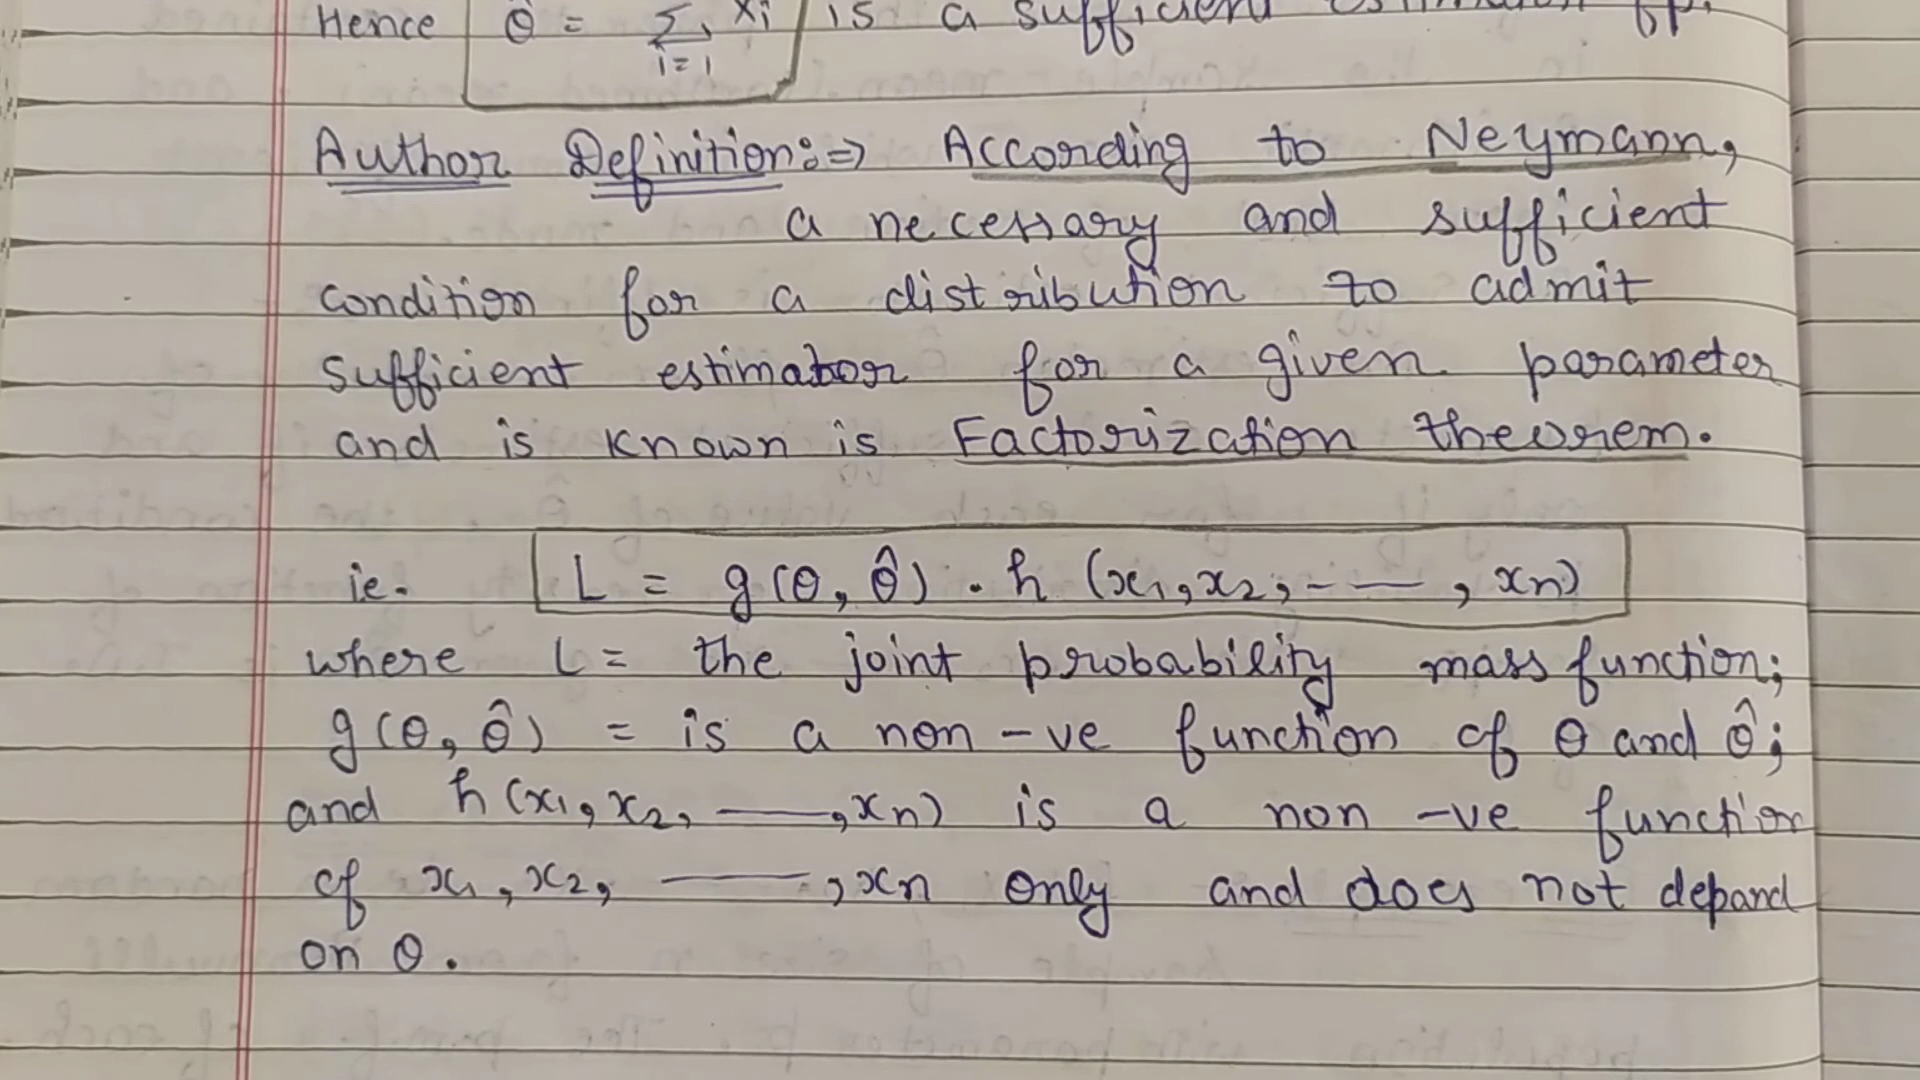 Hence θ̂ = Σ xi is a sufficient
i=1
Author Definition:⇒ According to Neymann,
a necessary and sufficient
condition for a distribution to admit
sufficient estimator for a given parameter
and is known is Factorization theorem.
ie. L = g(θ, θ̂) . h (x1, x2, - — , xn)
where L = the joint probability mass function;
g(θ, θ̂) = is a non -ve function of θ and θ̂;
and h(x1, x2, —, xn) is a non -ve function
of x1, x2, —, xn only and does not depand
on θ.